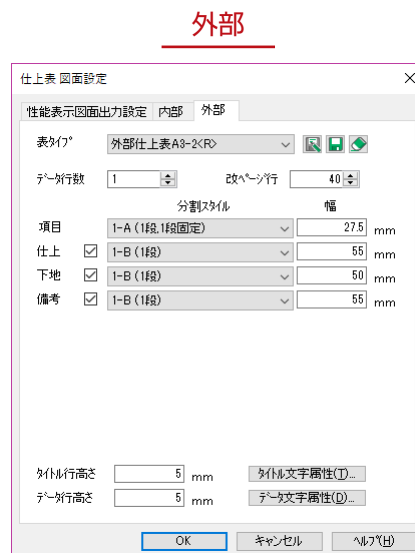 外部
仕上表 図面設定
性能表示図面出力設定 内部 外部
表ﾀｲﾌﾟ 外部仕上表A3-2<R>
ﾃﾞｰﾀ行数 1 改ﾍﾟｰｼﾞ行 40
分割ｽﾀｲﾙ 幅
項目 1-A (1段,1段固定) 27.5 mm
仕上 1-B (1段) 55 mm
下地 1-B (1段) 50 mm
備考 1-B (1段) 55 mm
ﾀｲﾄﾙ行高さ 5 mm ﾀｲﾄﾙ文字属性(T)...
ﾃﾞｰﾀ行高さ 5 mm ﾃﾞｰﾀ文字属性(D)...
OK ｷｬﾝｾﾙ ﾍﾙﾌﾟ(H)